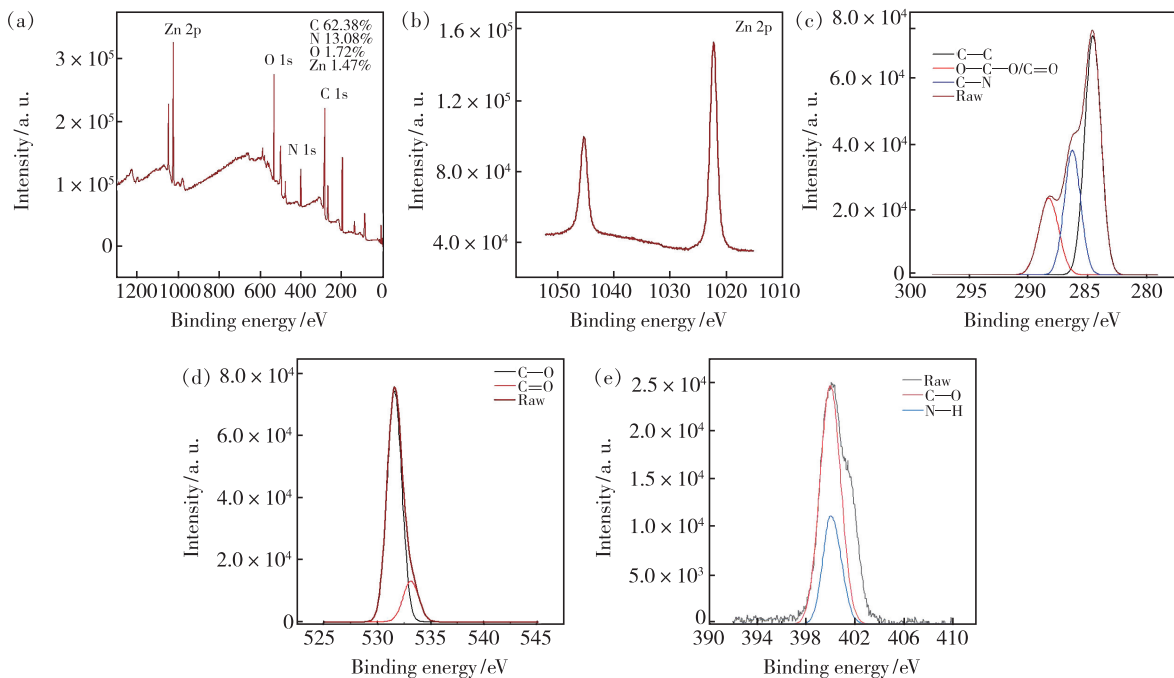 (a)
Zn 2p
C 62.38%
N 13.08%
O 1.72%
Zn 1.47%
O 1s
C 1s
N 1s
3×10⁵
2×10⁵
1×10⁵
0
Intensity/a. u.
1200 1000 800 600 400 200 0
Binding energy/eV
(b)
Zn 2p
1.6×10⁵
1.2×10⁵
8.0×10⁴
4.0×10⁴
Intensity/a. u.
1050 1040 1030 1020 1010
Binding energy/eV
(c)
C—C
O—C—O/C=O
C—N
Raw
8.0×10⁴
6.0×10⁴
4.0×10⁴
2.0×10⁴
0
Intensity/a. u.
300 295 290 285 280
Binding energy/eV
(d)
C—O
C=O
Raw
8.0×10⁴
6.0×10⁴
4.0×10⁴
2.0×10⁴
0
Intensity/a. u.
525 530 535 540 545
Binding energy/eV
(e)
Raw
C—O
N—H
2.5×10⁴
2.0×10⁴
1.5×10⁴
1.0×10⁴
5.0×10³
0
Intensity/a. u.
390 394 398 402 406 410
Binding energy/eV